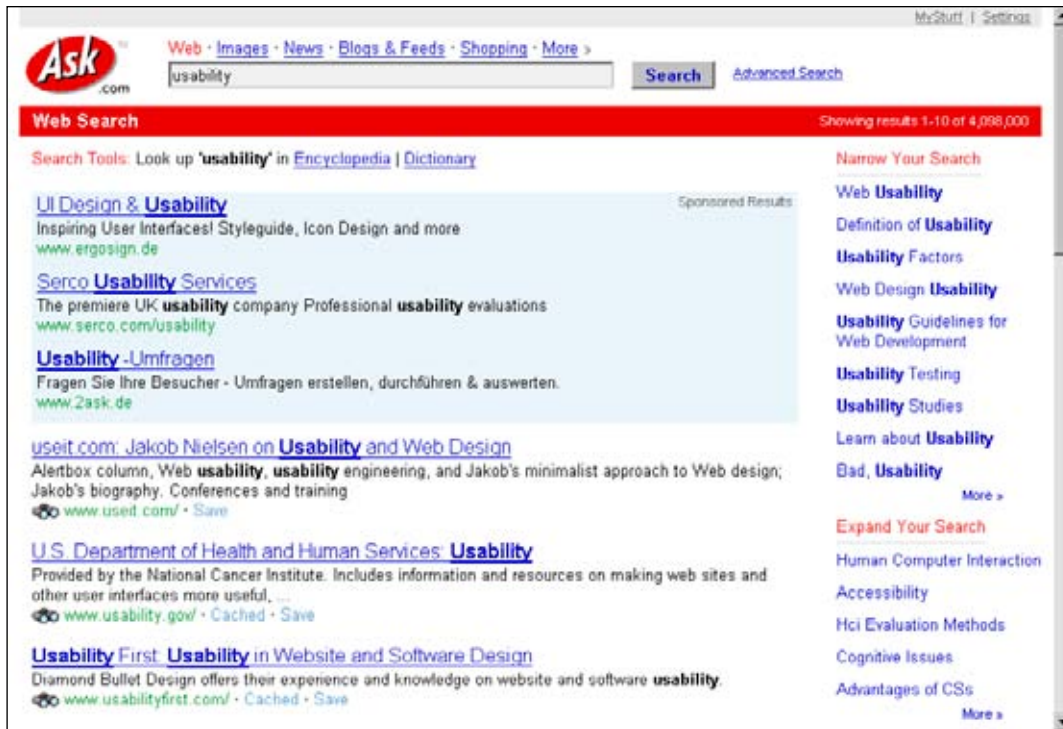 MyStuff | Settings
Ask
.com
Web · Images · News · Blogs & Feeds · Shopping · More »
usability
Search
Advanced Search
Web Search
Showing results 1-10 of 4,098,000
Search Tools: Look up 'usability' in Encyclopedia | Dictionary
UI Design & Usability
Sponsored Results
Inspiring User Interfaces! Styleguide, Icon Design and more
www.ergosign.de
Serco Usability Services
The premiere UK usability company Professional usability evaluations
www.serco.com/usability
Usability -Umfragen
Fragen Sie Ihre Besucher - Umfragen erstellen, durchführen & auswerten.
www.2ask.de
useit.com: Jakob Nielsen on Usability and Web Design
Alertbox column, Web usability, usability engineering, and Jakob's minimalist approach to Web design;
Jakob's biography. Conferences and training
www.useit.com/ · Save
U.S. Department of Health and Human Services: Usability
Provided by the National Cancer Institute. Includes information and resources on making web sites and
other user interfaces more useful, ...
www.usability.gov/ · Cached · Save
Usability First: Usability in Website and Software Design
Diamond Bullet Design offers their experience and knowledge on website and software usability.
www.usabilityfirst.com/ · Cached · Save
Narrow Your Search
Web Usability
Definition of Usability
Usability Factors
Web Design Usability
Usability Guidelines for
Web Development
Usability Testing
Usability Studies
Learn about Usability
Bad, Usability
More »
Expand Your Search
Human Computer Interaction
Accessibility
Hci Evaluation Methods
Cognitive Issues
Advantages of CSs
More »